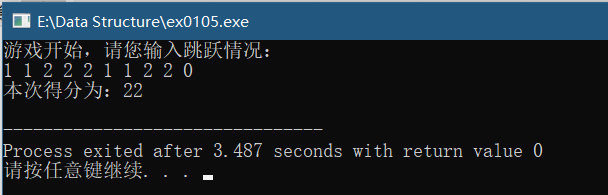 E:\Data Structure\ex0105.exe
游戏开始，请您输入跳跃情况：
1 1 2 2 2 1 1 2 2 0
本次得分为：22
--------------------------------
Process exited after 3.487 seconds with return value 0
请按任意键继续. . .